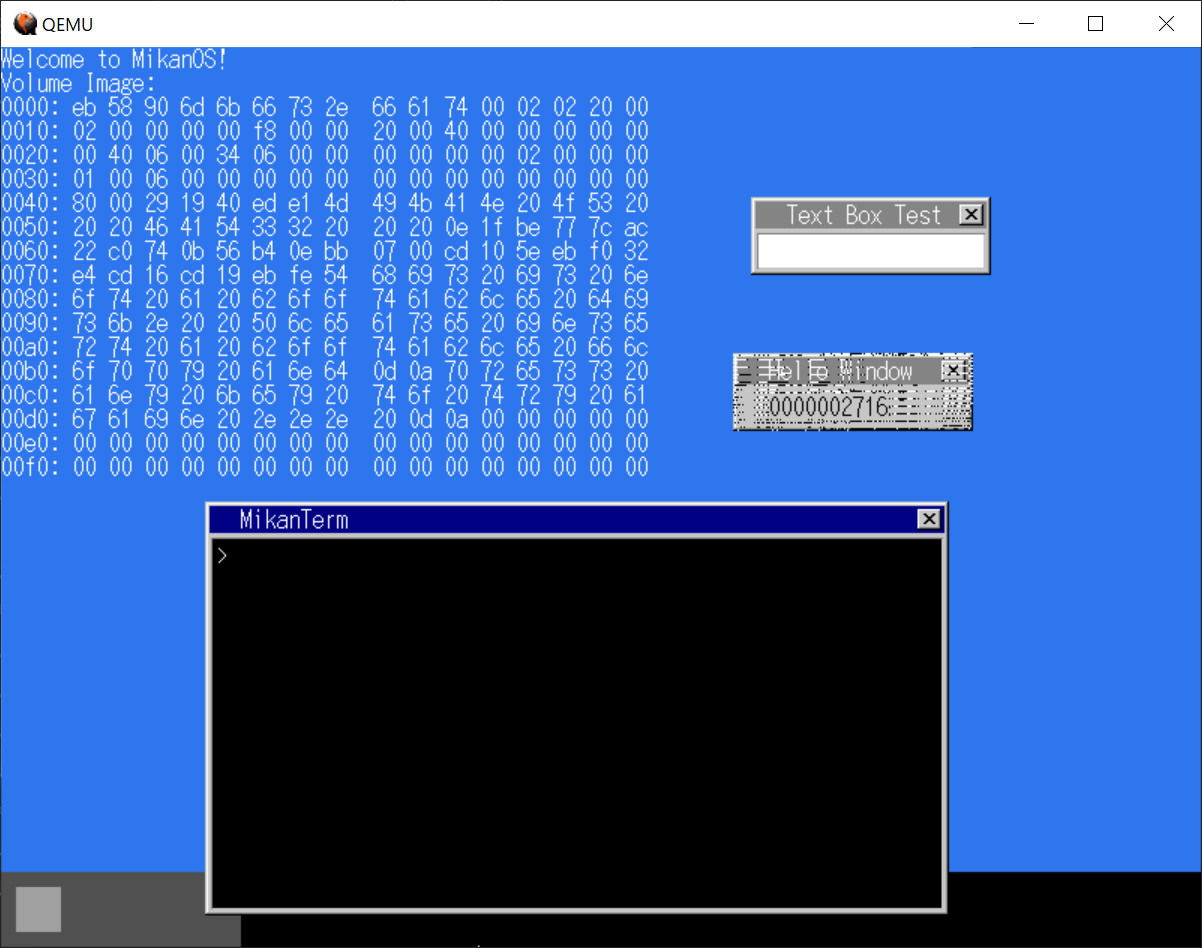 QEMU
Welcome to MikanOS!
Volume Image:
0000: eb 58 90 6d 6b 66 73 2e  66 61 74 00 02 02 20 00
0010: 02 00 00 00 00 f8 00 00  20 00 40 00 00 00 00 00
0020: 00 40 06 00 34 06 00 00  00 00 00 00 02 00 00 00
0030: 01 00 06 00 00 00 00 00  00 00 00 00 00 00 00 00
0040: 80 00 29 19 40 ed e1 4d  49 4b 41 4e 20 4f 53 20
0050: 20 20 46 41 54 33 32 20  20 20 0e 1f be 77 7c ac
0060: 22 c0 74 0b 56 b4 0e bb  07 00 cd 10 5e eb f0 32
0070: e4 cd 16 cd 19 eb fe 54  68 69 73 20 69 73 20 6e
0080: 6f 74 20 61 20 62 6f 6f  74 61 62 6c 65 20 64 69
0090: 73 6b 2e 20 20 50 6c 65  61 73 65 20 69 6e 73 65
00a0: 72 74 20 61 20 62 6f 6f  74 61 62 6c 65 20 66 6c
00b0: 6f 70 70 79 20 61 6e 64  0d 0a 70 72 65 73 73 20
00c0: 61 6e 79 20 6b 65 79 20  74 6f 20 74 72 79 20 61
00d0: 67 61 69 6e 20 2e 2e 2e  20 0d 0a 00 00 00 00 00
00e0: 00 00 00 00 00 00 00 00  00 00 00 00 00 00 00 00
00f0: 00 00 00 00 00 00 00 00  00 00 00 00 00 00 00 00
Text Box Test
Window
0000002716
MikanTerm
>